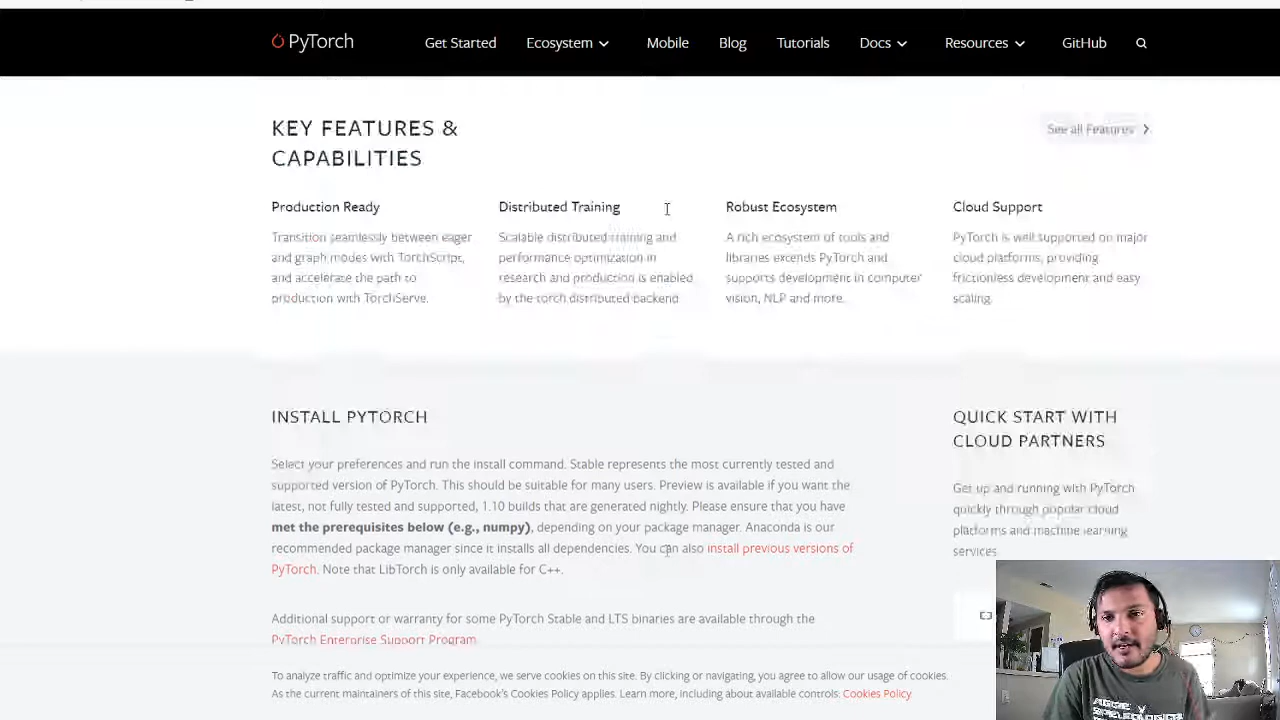 PyTorch
Get Started
Ecosystem
Mobile
Blog
Tutorials
Docs
Resources
GitHub
KEY FEATURES &
CAPABILITIES
See all Features
Production Ready
Transition seamlessly between eager
and graph modes with TorchScript,
and accelerate the path to
production with TorchServe.
Distributed Training
Scalable distributed training and
performance optimization in
research and production is enabled
by the torch distributed backend
Robust Ecosystem
A rich ecosystem of tools and
libraries extends PyTorch and
supports development in computer
vision, NLP and more.
Cloud Support
PyTorch is well supported on major
cloud platforms, providing
frictionless development and easy
scaling.
INSTALL PYTORCH
Select your preferences and run the install command. Stable represents the most currently tested and
supported version of PyTorch. This should be suitable for many users. Preview is available if you want the
latest, not fully tested and supported, 1.10 builds that are generated nightly. Please ensure that you have
met the prerequisites below (e.g., numpy), depending on your package manager. Anaconda is our
recommended package manager since it installs all dependencies. You can also install previous versions of
PyTorch. Note that LibTorch is only available for C++.
Additional support or warranty for some PyTorch Stable and LTS binaries are available through the
PyTorch Enterprise Support Program.
QUICK START WITH
CLOUD PARTNERS
Get up and running with PyTorch
quickly through popular cloud
platforms and machine learning
services.
To analyze traffic and optimize your experience, we serve cookies on this site. By clicking or navigating, you agree to allow our usage of cookies.
As the current maintainers of this site, Facebook's Cookies Policy applies. Learn more, including about available controls: Cookies Policy.
AGGIE